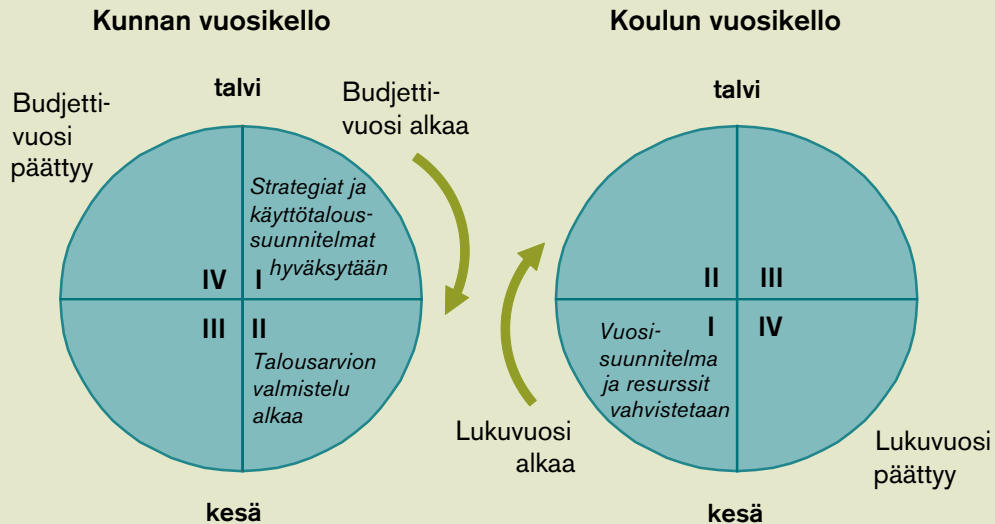 Kunnan vuosikello
talvi
Budjetti-
vuosi
päättyy
Budjetti-
vuosi alkaa
Strategiat ja
käyttötalous-
suunnitelmat
hyväksytään
IV
I
III
II
Talousarvion
valmistelu
alkaa
kesä
Koulun vuosikello
talvi
II
III
I
IV
Vuosi-
suunnitelma
ja resurssit
vahvistetaan
Lukuvuosi
alkaa
Lukuvuosi
päättyy
kesä